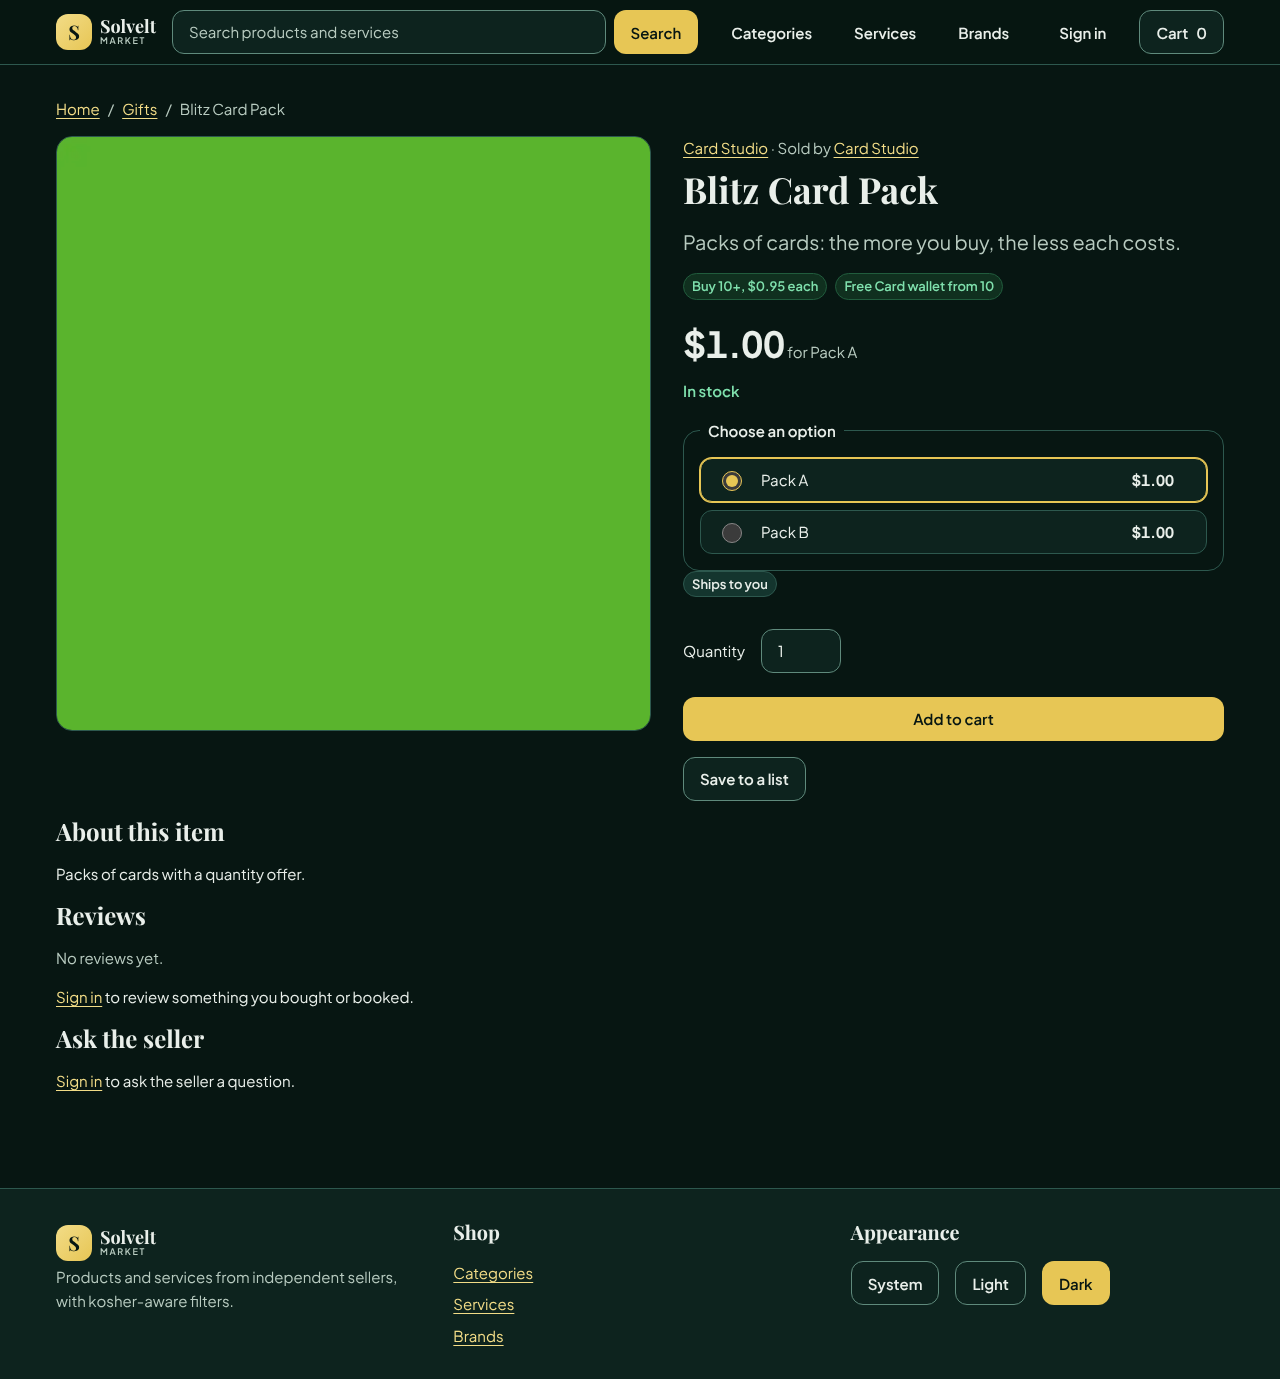 S Solvelt
MARKET
Search products and services
Search
Categories
Services
Brands
Sign in
Cart 0
Home / Gifts / Blitz Card Pack
Card Studio · Sold by Card Studio
Blitz Card Pack
Packs of cards: the more you buy, the less each costs.
Buy 10+, $0.95 each
Free Card wallet from 10
$1.00 for Pack A
In stock
Choose an option
Pack A $1.00
Pack B $1.00
Ships to you
Quantity 1
Add to cart
Save to a list
About this item
Packs of cards with a quantity offer.
Reviews
No reviews yet.
Sign in to review something you bought or booked.
Ask the seller
Sign in to ask the seller a question.
S Solvelt
MARKET
Products and services from independent sellers,
with kosher-aware filters.
Shop
Categories
Services
Brands
Appearance
System
Light
Dark